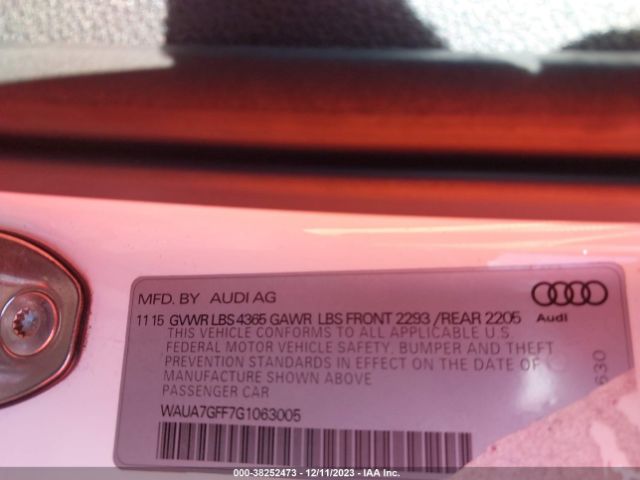 MFD. BY AUDI AG
11 15 GVWR LBS 4365 GAWR LBS FRONT 2293 /REAR 2205
Audi
THIS VEHICLE CONFORMS TO ALL APPLICABLE U.S.
FEDERAL MOTOR VEHICLE SAFETY, BUMPER AND THEFT
PREVENTION STANDARDS IN EFFECT ON THE DATE OF
MANUFACTURE SHOWN ABOVE
PASSENGER CAR
WAUA7GFF7G1063005
000-38252473 - 12/11/2023 - IAA Inc.